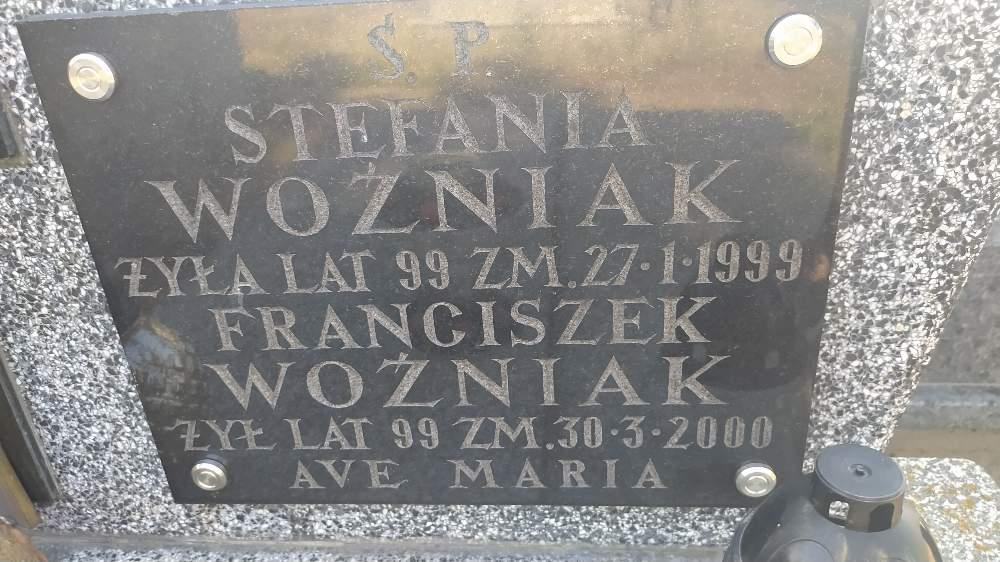 Ś. P.
STEFANIA
WOŹNIAK
ŻYŁA LAT 99 ZM. 27·1·1999
FRANCISZEK
WOŹNIAK
ŻYŁ LAT 99 ZM. 30·3·2000
AVE MARIA